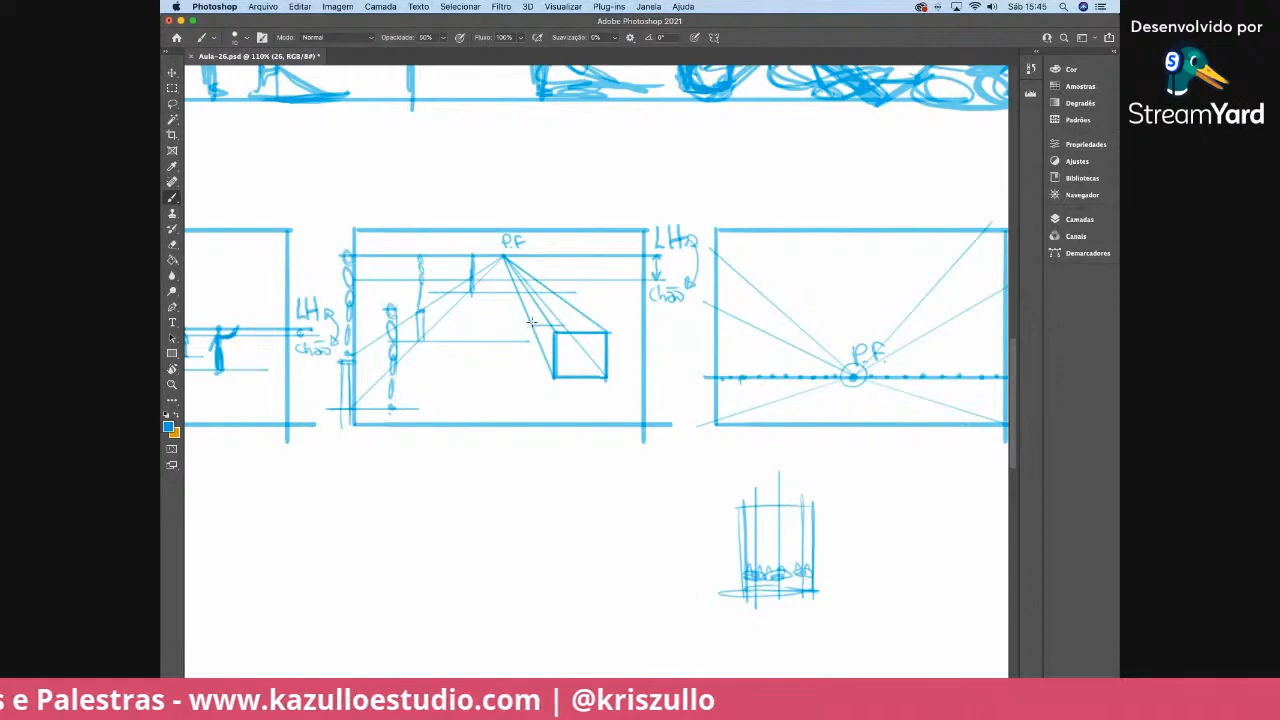 Photoshop Arquivo Editar Imagem Camada Texto Selecionar Filtro 3D Visualizar Plug-ins Janela Ajuda Sáb 15:45
Adobe Photoshop 2021
Modo: Normal Opacidade: 50% Fluxo: 100% Suavização: 0% 0°
Aula-26.psd @ 110% (26, RGB/8#) *
Desenvolvido por
StreamYard
Cor
Amostras
Degradês
Padrões
Propriedades
Ajustes
Bibliotecas
Navegador
Camadas
Canais
Demarcadores
P.F
LH
chão
LH
chão
P.F.
s e Palestras - www.kazulloestudio.com | @kriszullo